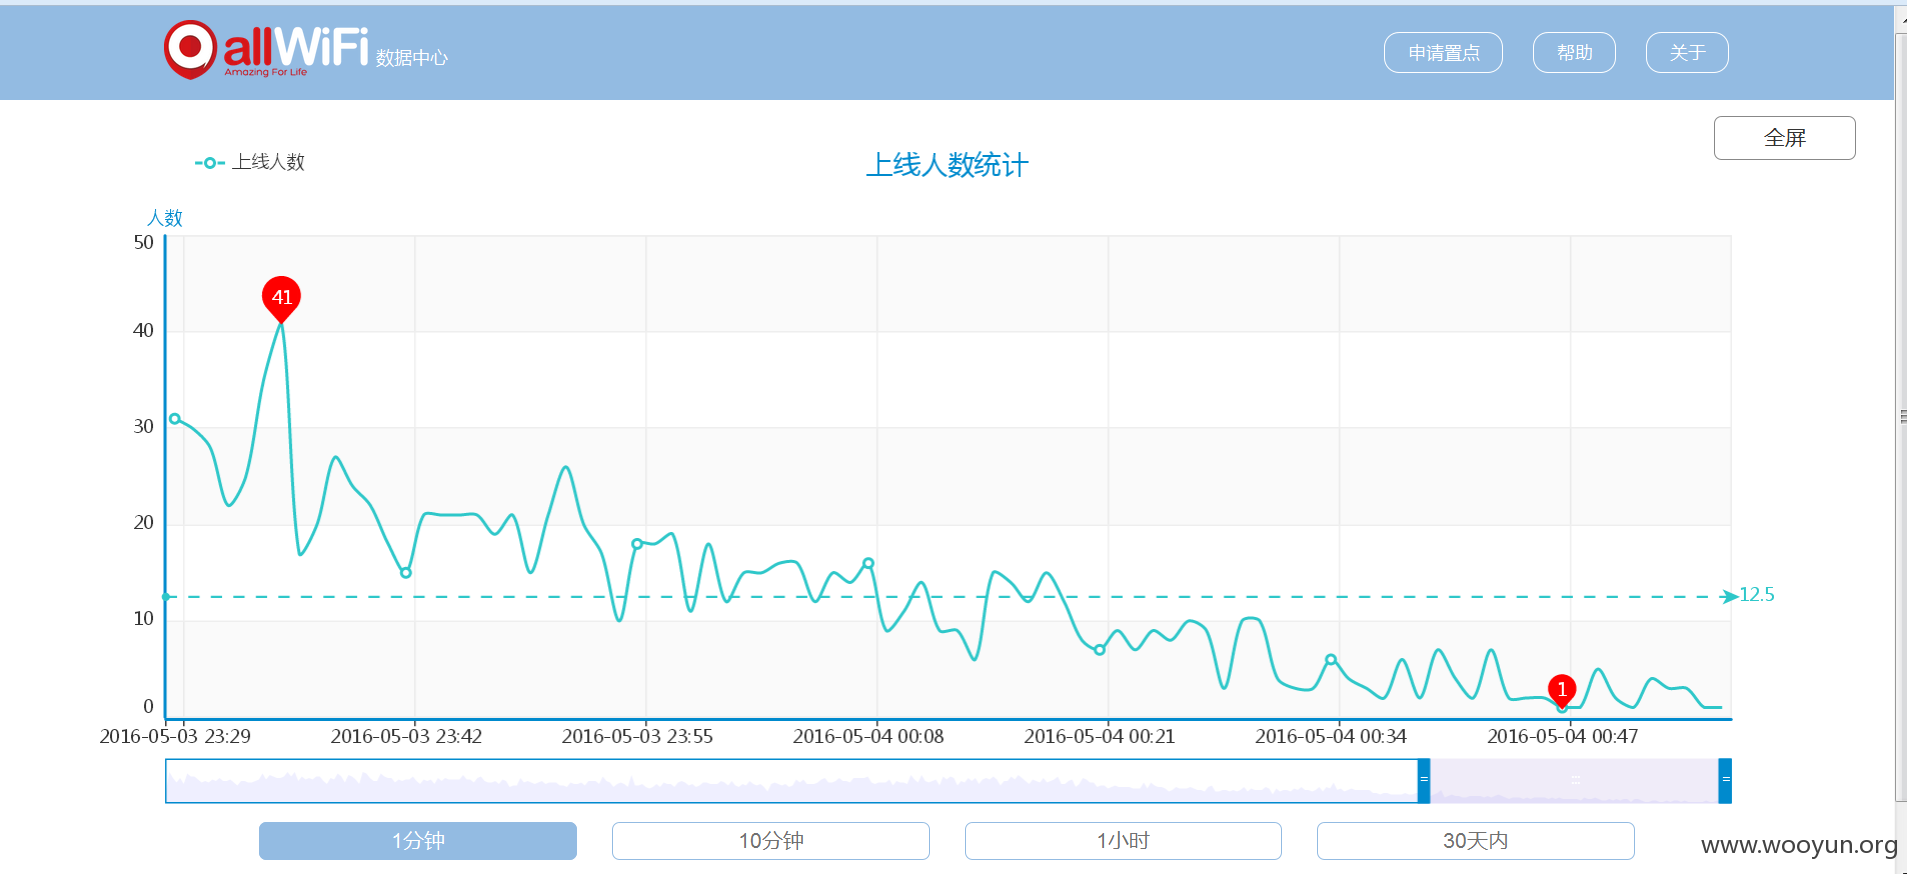 allWiFi 数据中心
Amazing For Life
申请置点
帮助
关于
全屏
上线人数
上线人数统计
人数
50
40
30
20
10
0
41
12.5
1
2016-05-03 23:29
2016-05-03 23:42
2016-05-03 23:55
2016-05-04 00:08
2016-05-04 00:21
2016-05-04 00:34
2016-05-04 00:47
1分钟
10分钟
1小时
30天内
www.wooyun.org